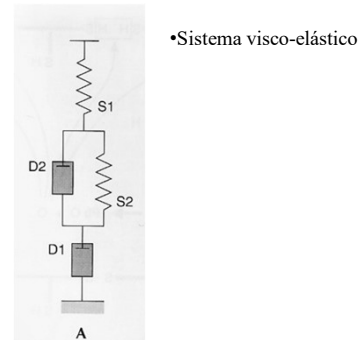 •Sistema visco-elástico
S1
D2
S2
D1
A